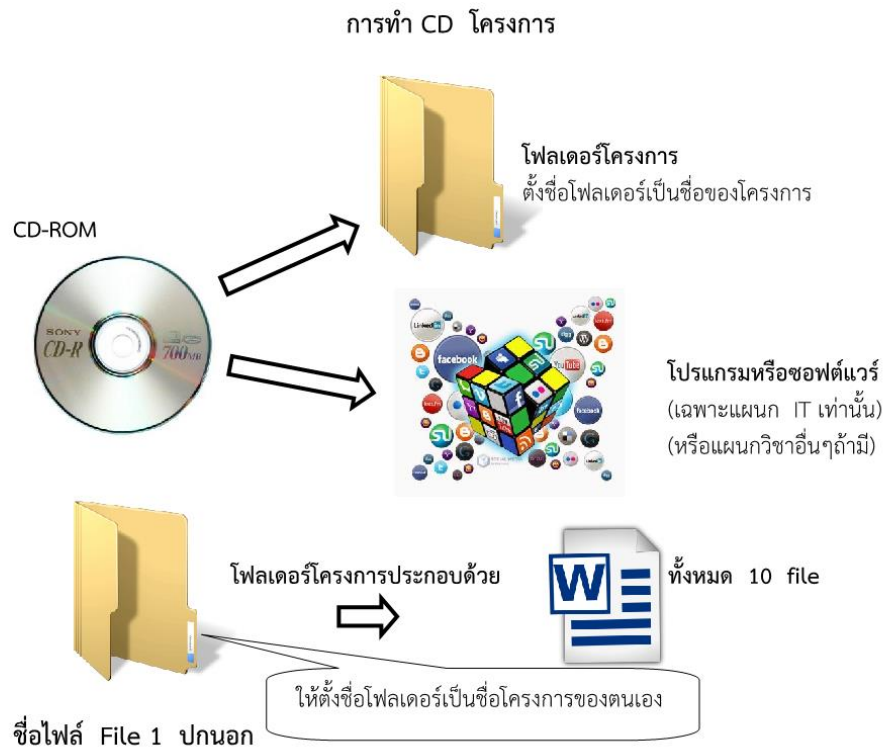 การทำ CD โครงการ
โฟลเดอร์โครงการ
ตั้งชื่อโฟลเดอร์เป็นชื่อของโครงการ
CD-ROM
SONY
CD-R
700MB
LinkedIn
facebook
You Tube
facebook
โปรแกรมหรือซอฟต์แวร์
(เฉพาะแผนก IT เท่านั้น)
(หรือแผนกวิชาอื่นๆถ้ามี)
โฟลเดอร์โครงการประกอบด้วย
W
ทั้งหมด 10 file
ให้ตั้งชื่อโฟลเดอร์เป็นชื่อโครงการของตนเอง
ชื่อไฟล์ File 1 ปกนอก